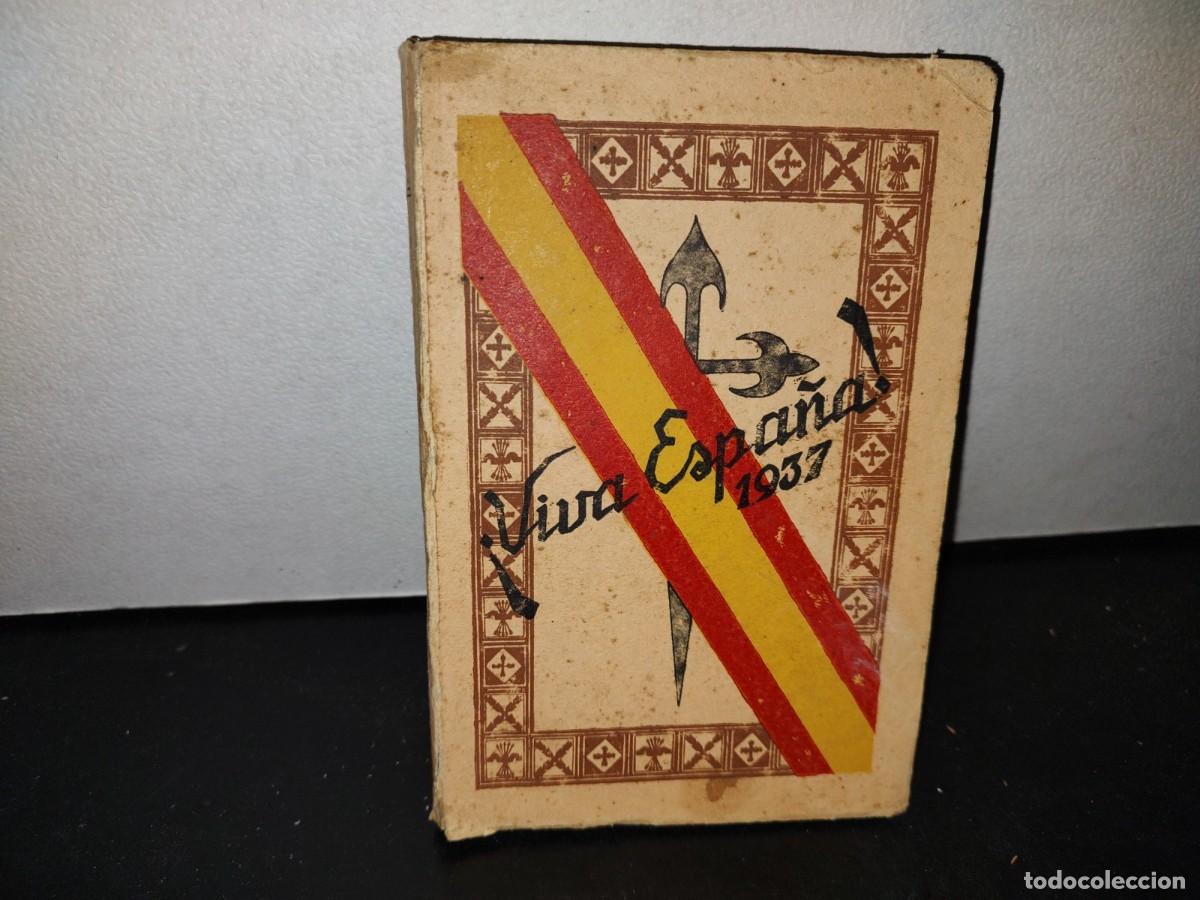 ¡Viva España!
1937
todocoleccion